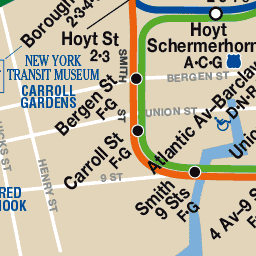 Borough
2-3-4
Hoyt St
2-3
Hoyt
Schermerhorn
A-C-G
NEW YORK
TRANSIT MUSEUM
CARROLL
GARDENS
SMITH ST
BERGEN ST
Bergen St
F-G
UNION ST
Atlantic Av-Barclay
D-N-R
Carroll St
F-G
HICKS ST
HENRY ST
9 ST
Smith
9 Sts
F-G
4 Av-9 St
Union
RED
HOOK